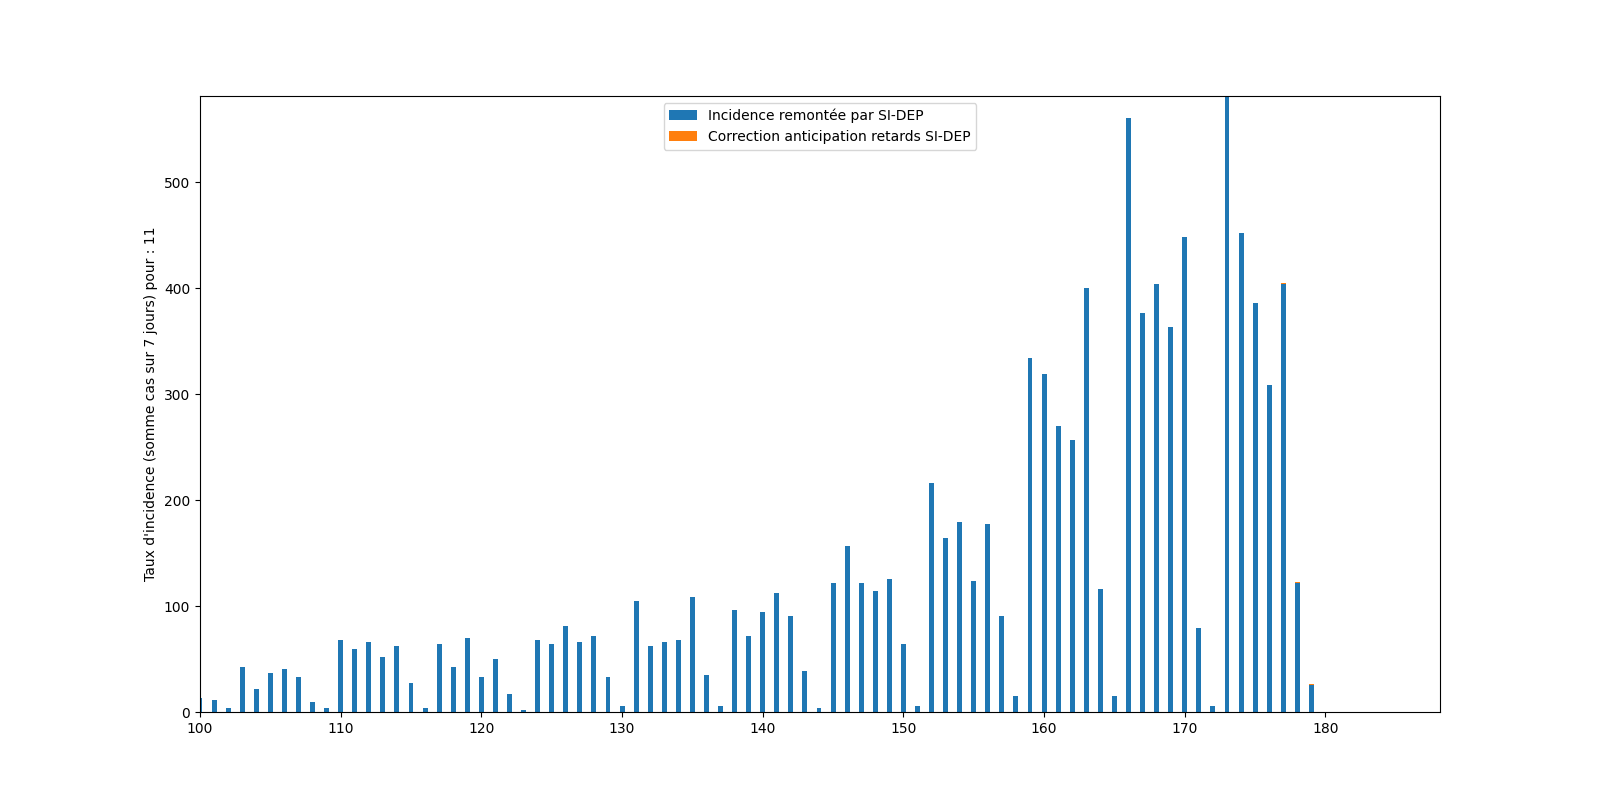 Incidence remontée par SI-DEP
Correction anticipation retards SI-DEP
Taux d'incidence (somme cas sur 7 jours) pour : 11
500
400
300
200
100
0
100 110 120 130 140 150 160 170 180